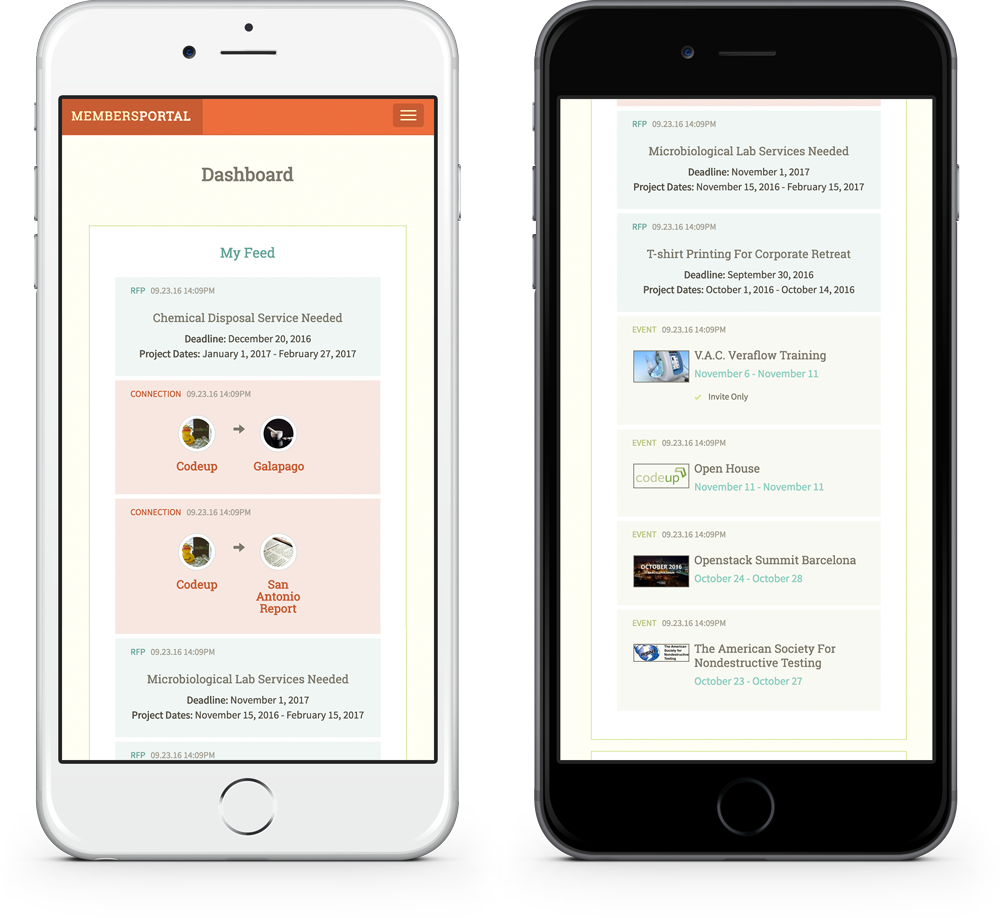 MEMBERSPORTAL
Dashboard
My Feed
RFP 09.23.16 14:09PM
Chemical Disposal Service Needed
Deadline: December 20, 2016
Project Dates: January 1, 2017 - February 27, 2017
CONNECTION 09.23.16 14:09PM
Codeup
Galapago
CONNECTION 09.23.16 14:09PM
Codeup
San
Antonio
Report
RFP 09.23.16 14:09PM
Microbiological Lab Services Needed
Deadline: November 1, 2017
Project Dates: November 15, 2016 - February 15, 2017
RFP 09.23.16 14:09PM
RFP 09.23.16 14:09PM
Microbiological Lab Services Needed
Deadline: November 1, 2017
Project Dates: November 15, 2016 - February 15, 2017
RFP 09.23.16 14:09PM
T-shirt Printing For Corporate Retreat
Deadline: September 30, 2016
Project Dates: October 1, 2016 - October 14, 2016
EVENT 09.23.16 14:09PM
V.A.C. Veraflow Training
November 6 - November 11
Invite Only
EVENT 09.23.16 14:09PM
codeup
Open House
November 11 - November 11
EVENT 09.23.16 14:09PM
OCTOBER 2016
Openstack Summit Barcelona
October 24 - October 28
EVENT 09.23.16 14:09PM
The American
Society for
Nondestructive
Testing
The American Society For
Nondestructive Testing
October 23 - October 27